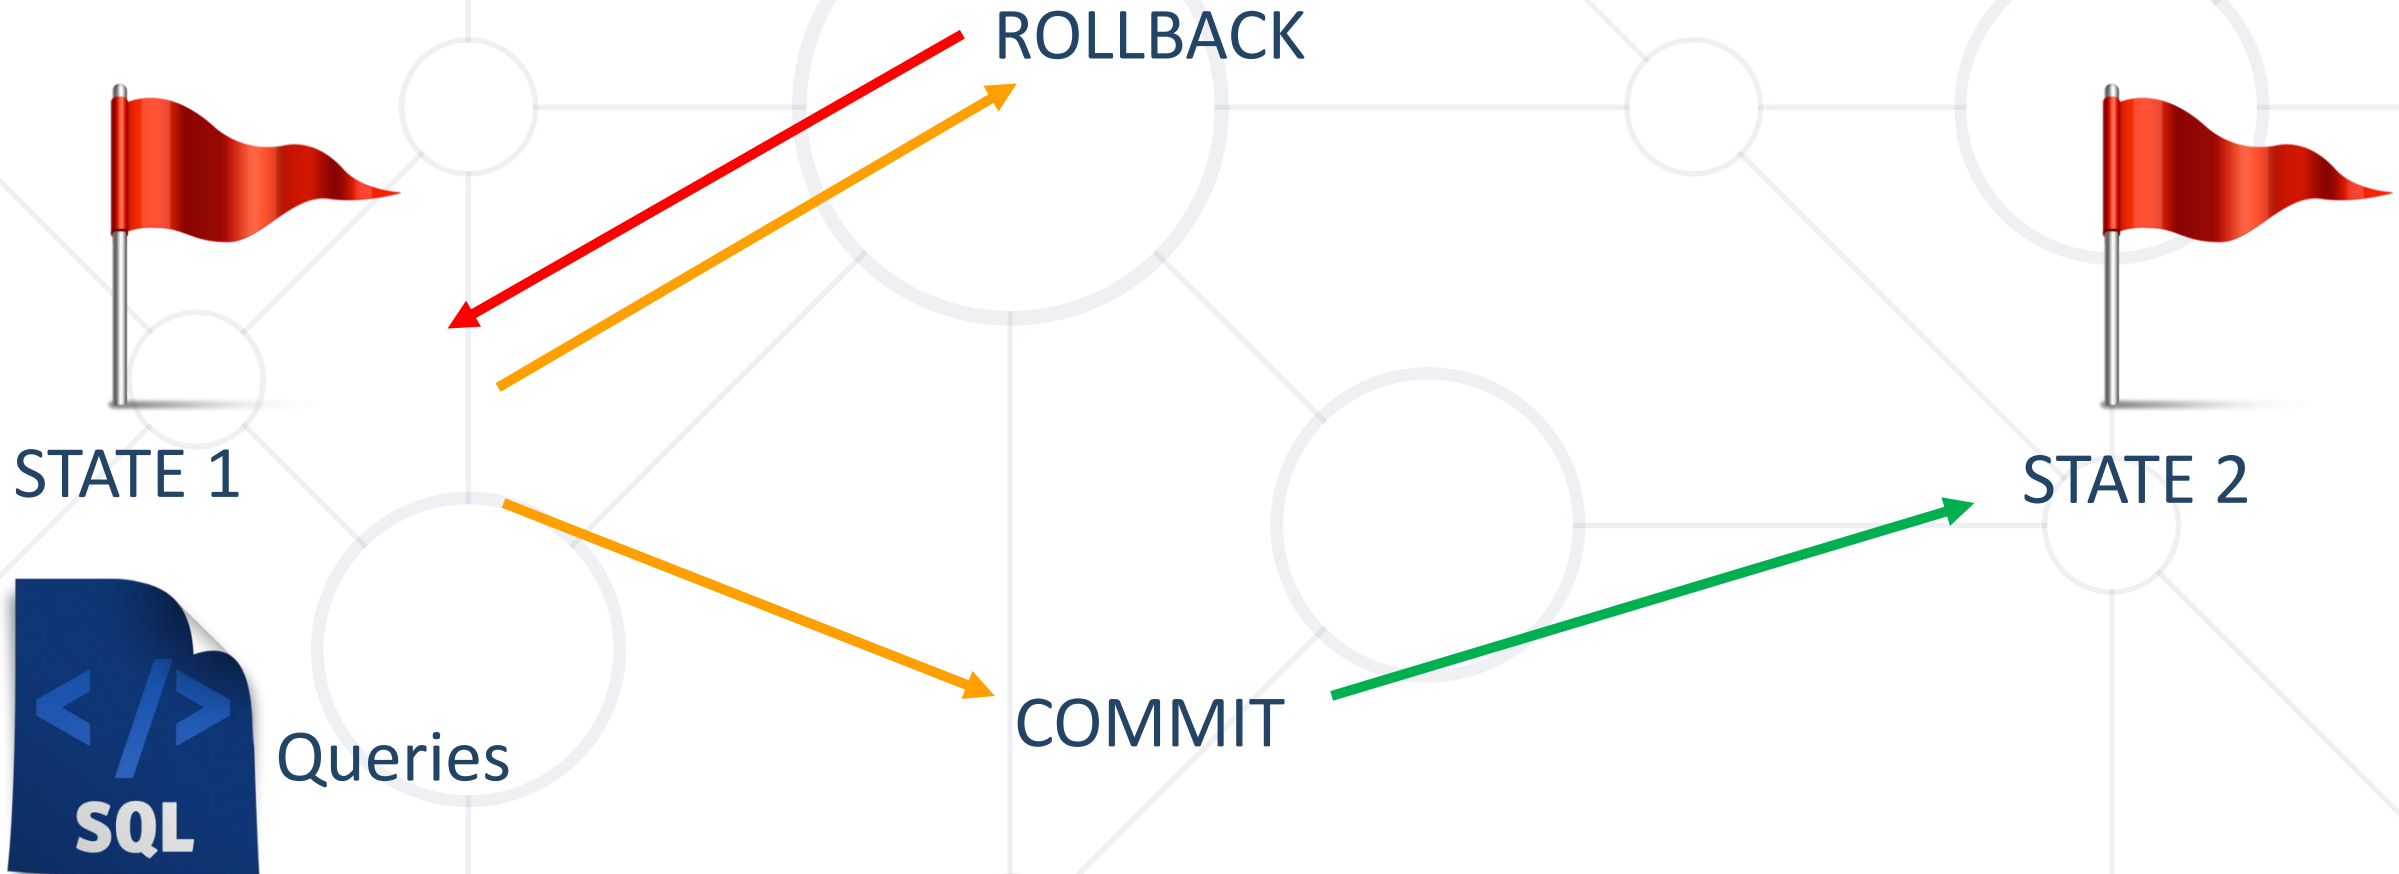 ROLLBACK
STATE 1
STATE 2
COMMIT
Queries
</>
SQL